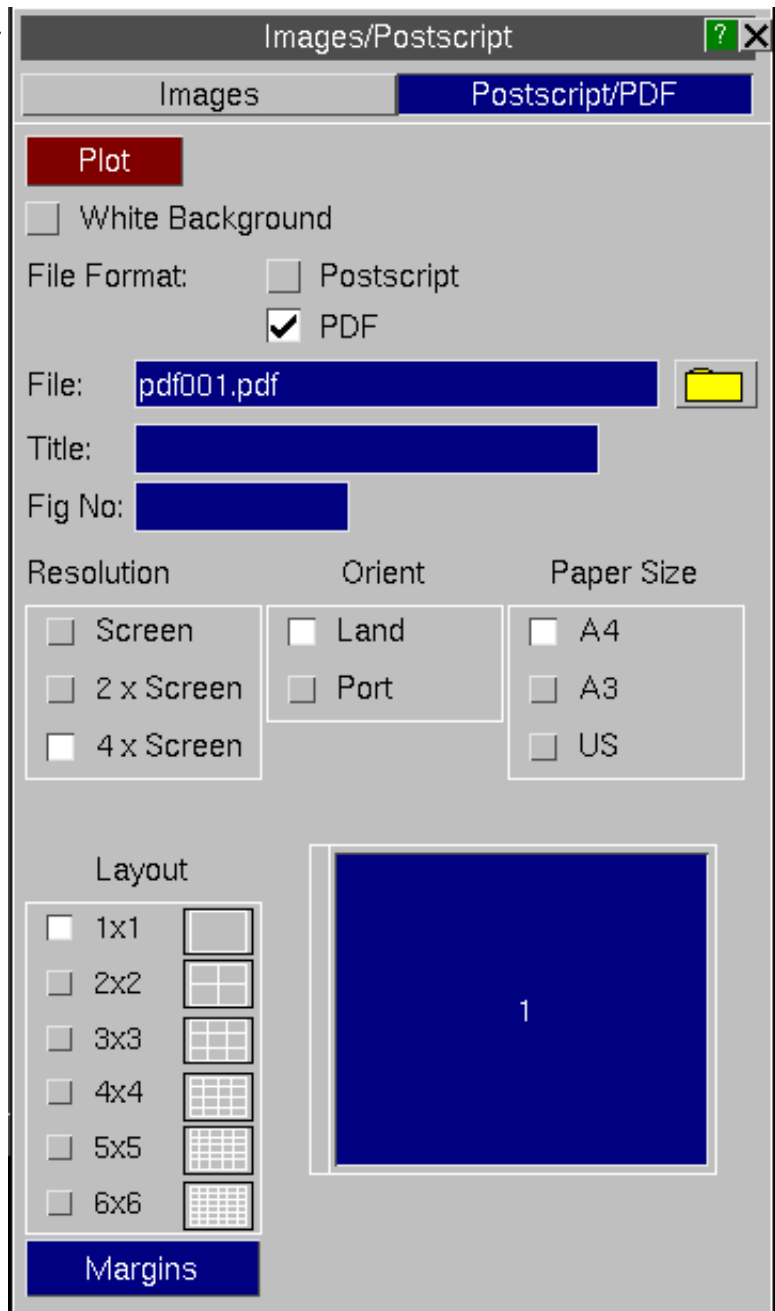 Images/Postscript ?
Images Postscript/PDF
Plot
White Background
File Format: Postscript
PDF
File: pdf001.pdf
Title:
Fig No:
Resolution Orient Paper Size
Screen Land A4
2 x Screen Port A3
4 x Screen US
Layout
1x1
2x2
1
3x3
4x4
5x5
6x6
Margins